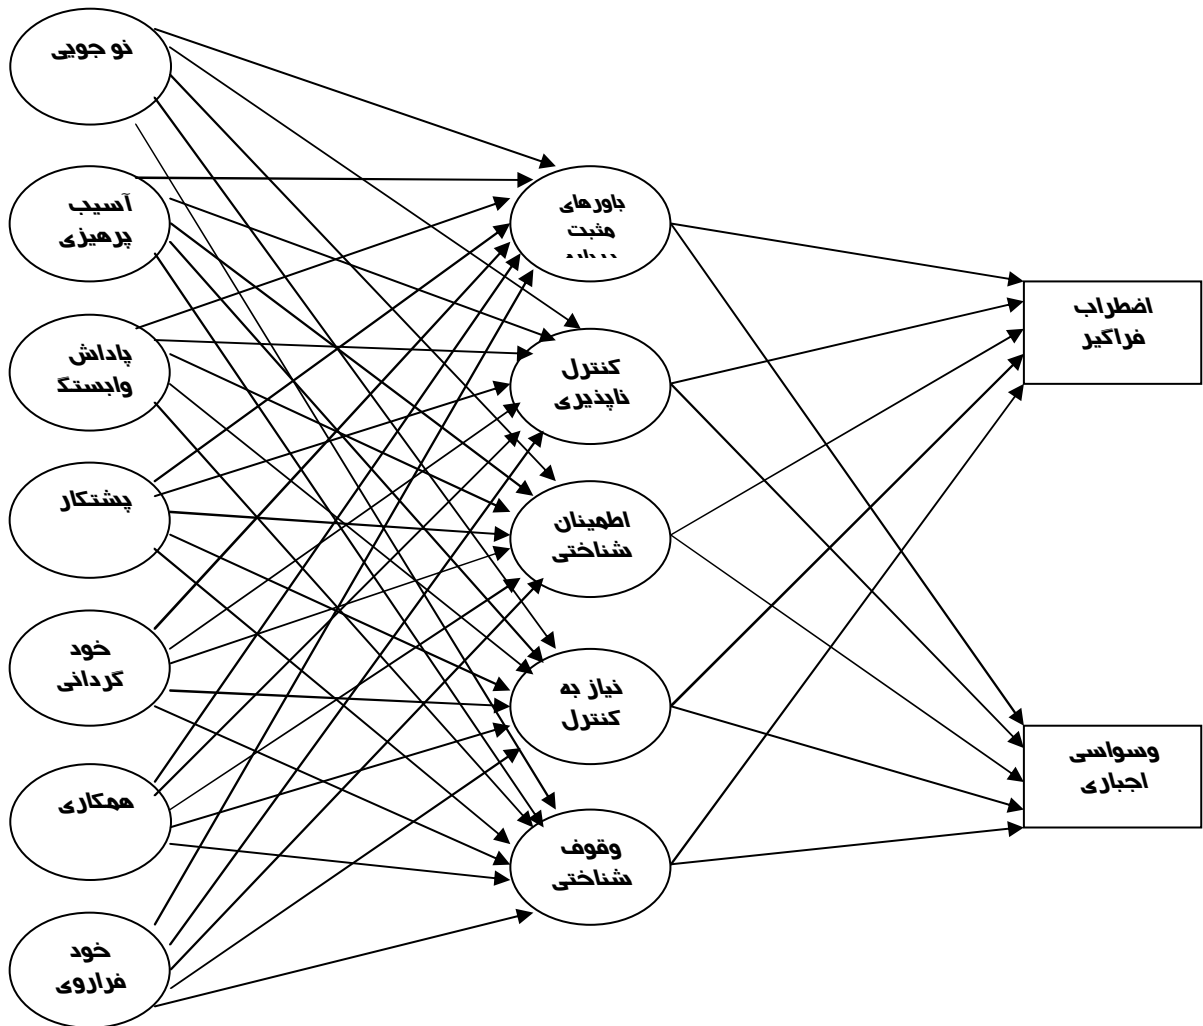 نو جویی
آسیب
پرهیزی
پاداش
وابستگ
پشتکار
خود
گردانی
همکاری
خود
فراروی
باورهای
مثبت
کنترل
ناپذیری
اطمینان
شناختی
نیاز به
کنترل
وقوف
شناختی
اضطراب
فراگیر
وسواسی
اجباری